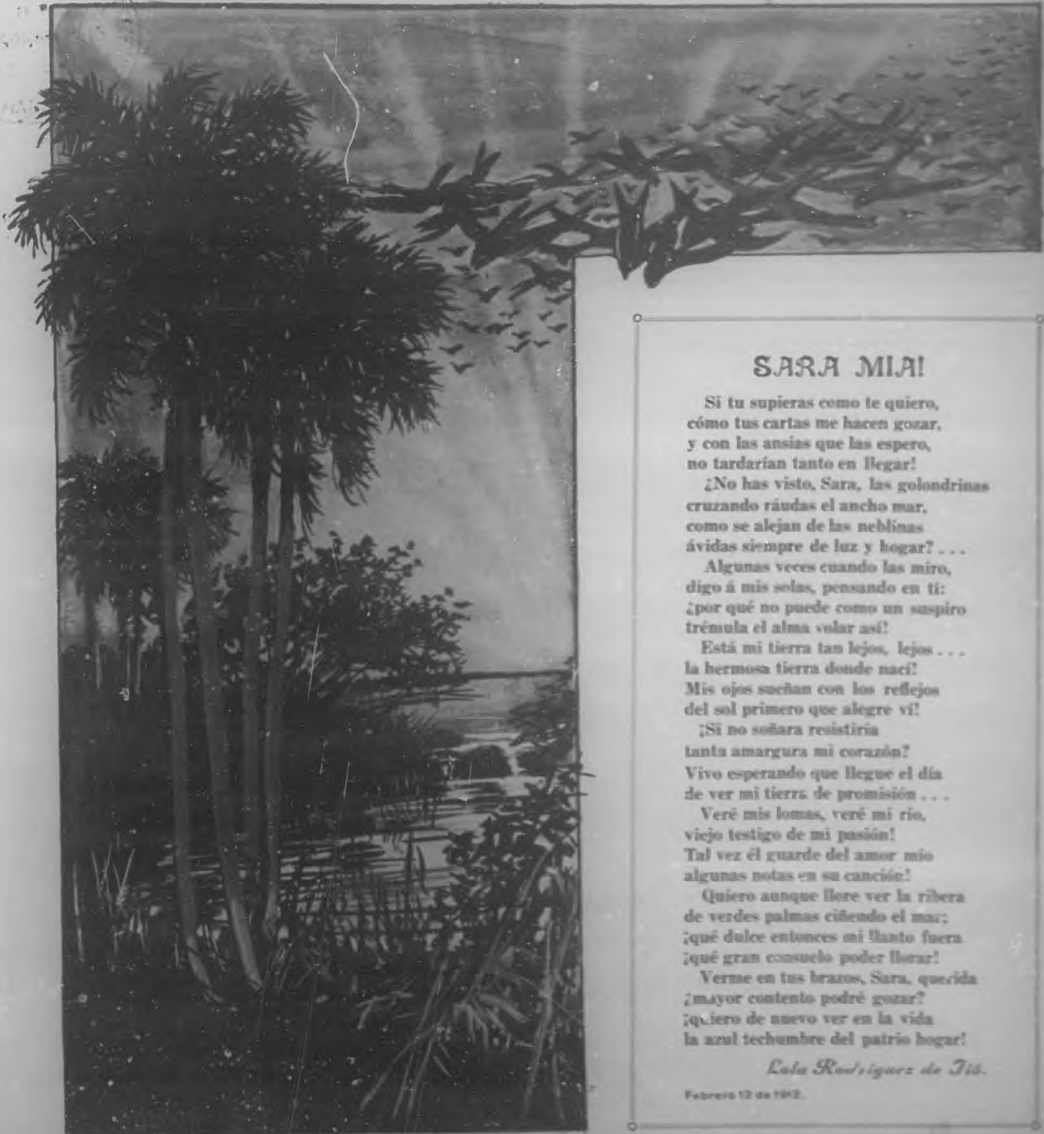 SARA MIA!
Si tu supieras como te quiero,
cómo tus cartas me hacen gozar,
y con las ansias que las espero,
no tardarían tanto en llegar!
¿No has visto, Sara, las golondrinas
cruzando ráudas el ancho mar,
como se alejan de las neblinas
ávidas siempre de luz y hogar? . . .
Algunas veces cuando las miro,
digo á mis solas, pensando en tí:
¿por qué no puede como un suspiro
trémula el alma volar así!
Está mi tierra tan lejos, lejos . . .
la hermosa tierra donde nací!
Mis ojos sueñan con los reflejos
del sol primero que alegre ví!
¡Si no soñara resistiría
tanta amargura mi corazón?
Vivo esperando que llegue el día
de ver mi tierra de promisión . . .
Veré mis lomas, veré mi río,
viejo testigo de mi pasión!
Tal vez él guarde del amor mío
algunas notas en su canción!
Quiero aunque llore ver la ribera
de verdes palmas ciñendo el mar;
¡qué dulce entonces mi llanto fuera
¡qué gran consuelo poder llorar!
Verme en tus brazos, Sara, querida
¿mayor contento podré gozar?
¡quiero de nuevo ver en la vida
la azul techumbre del patrio hogar!
Lola Rodríguez de Tió.
Febrero 12 de 1912.